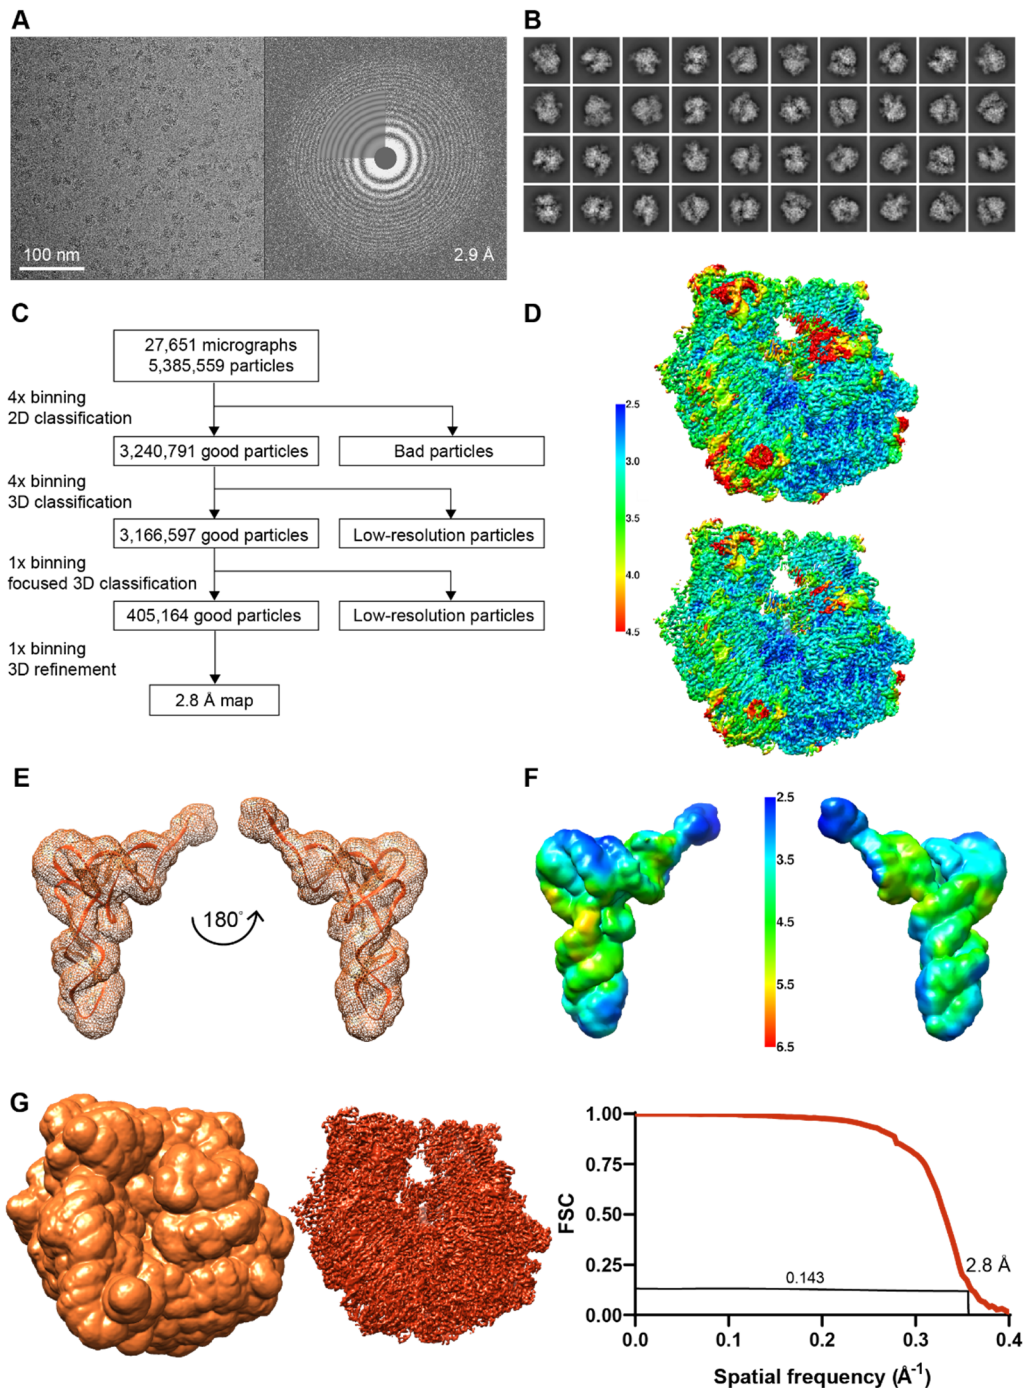 A
100 nm
2.9 Å
B
C
27,651 micrographs
5,385,559 particles
4x binning
2D classification
3,240,791 good particles
Bad particles
4x binning
3D classification
3,166,597 good particles
Low-resolution particles
1x binning
focused 3D classification
405,164 good particles
Low-resolution particles
1x binning
3D refinement
2.8 Å map
D
2.5
3.0
3.5
4.0
4.5
E
180°
F
2.5
3.5
4.5
5.5
6.5
G
1.00
0.75
0.50
0.25
0.00
FSC
0.143
2.8 Å
0.0
0.1
0.2
0.3
0.4
Spatial frequency (Å⁻¹)